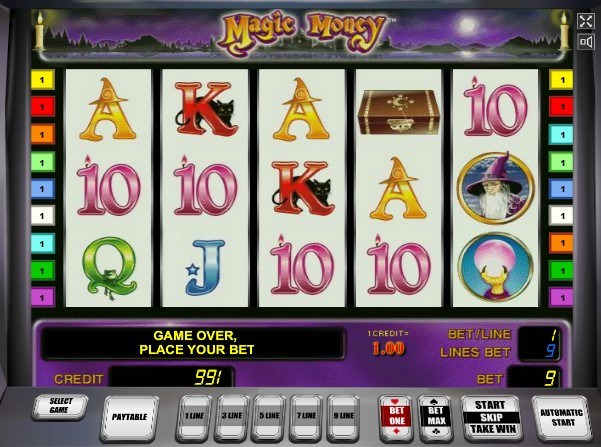 Magic Money™
1 A K A 10 1
1 1
1 1
1 10 10 K A 1
1 1
1 1
1 Q J 10 10 1
1 1
1 1
GAME OVER, 1 CREDIT= BET/LINE 1
PLACE YOUR BET 1.00 LINES BET 9
CREDIT 991 BET 9
SELECT GAME
PAYTABLE
1 LINE 3 LINE 5 LINE 7 LINE 9 LINE
BET ONE
BET MAX
START
SKIP
TAKE WIN
AUTOMATIC START